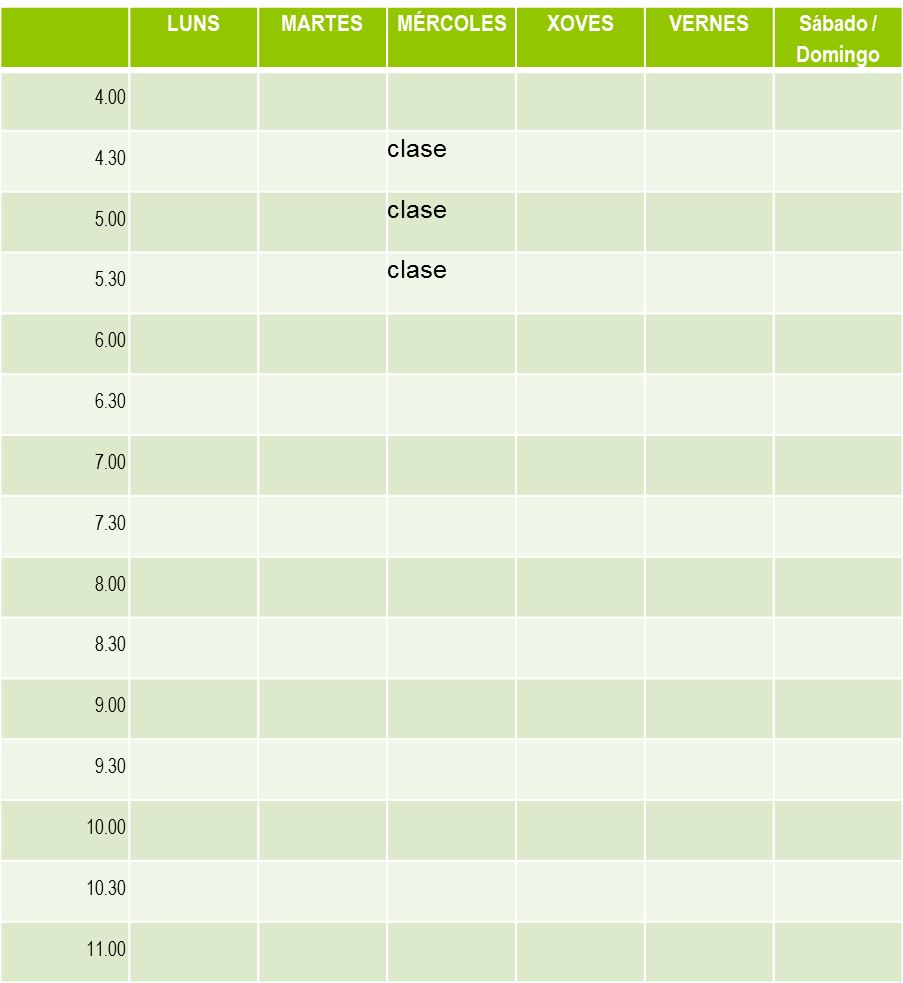 LUNS MARTES MÉRCOLES XOVES VERNES Sábado /
Domingo
4.00
4.30 clase
5.00 clase
5.30 clase
6.00
6.30
7.00
7.30
8.00
8.30
9.00
9.30
10.00
10.30
11.00